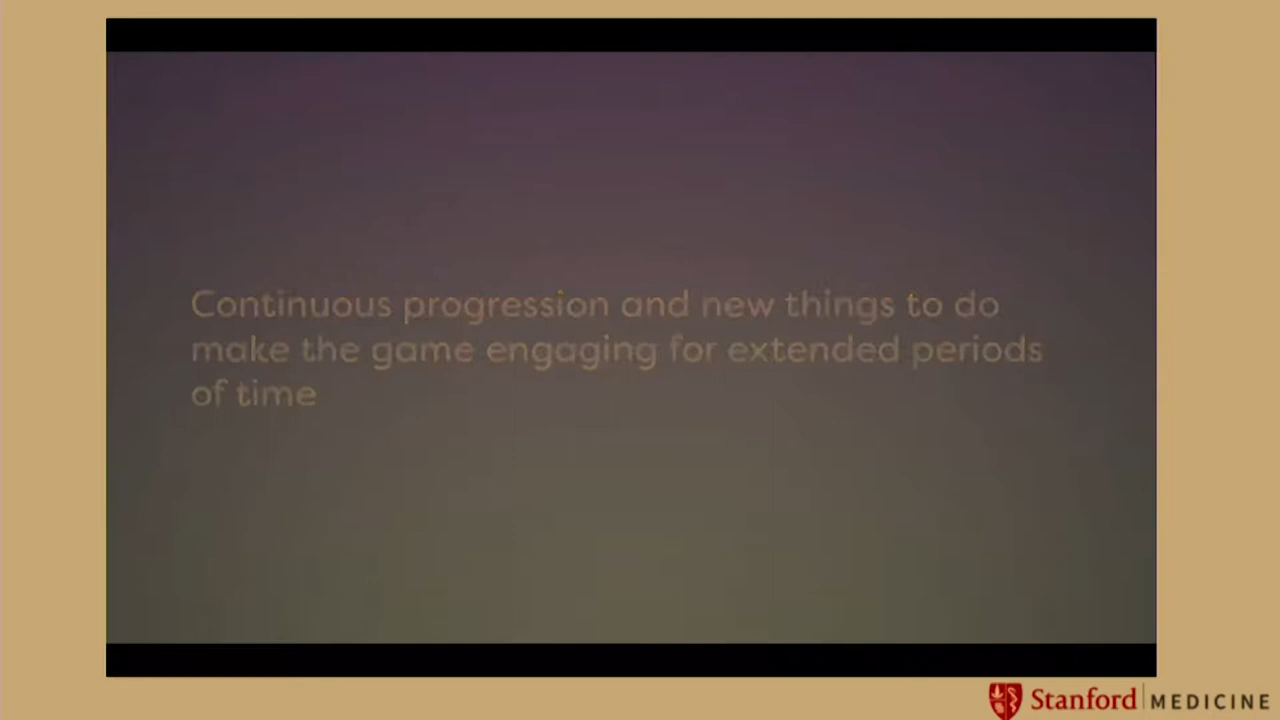 Continuous progression and new things to do
make the game engaging for extended periods
of time
Stanford MEDICINE